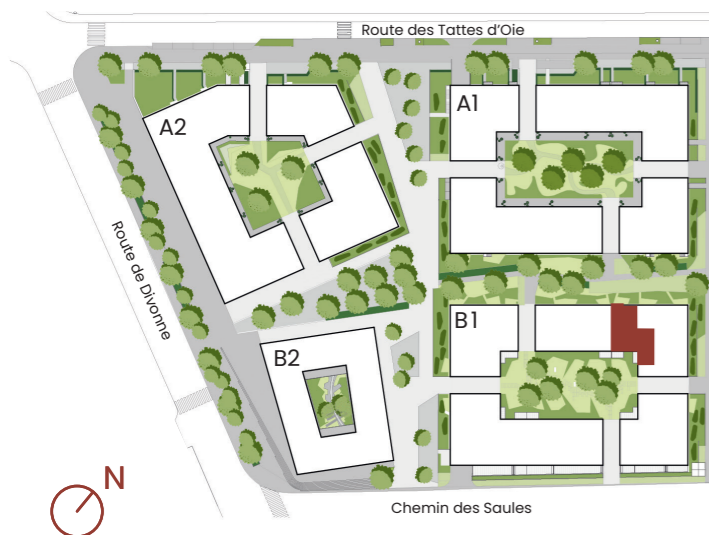 Route des Tattes d'Oie
A2
A1
Route de Divonne
B1
B2
N
Chemin des Saules